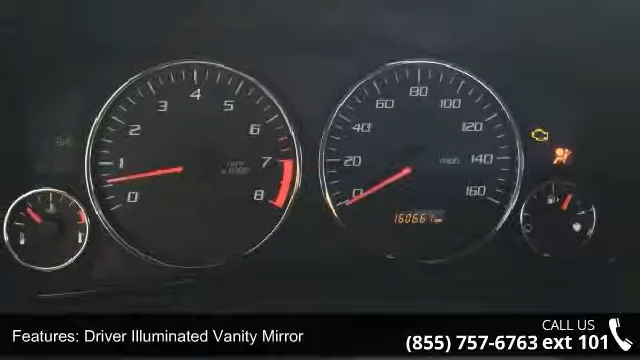 0 1 2 3 4 5 6 7 8
rpm
x1000
0 20 40 60 80 100 120 140 160
mph
160661
Features: Driver Illuminated Vanity Mirror
CALL US
(855) 757-6763 ext 101